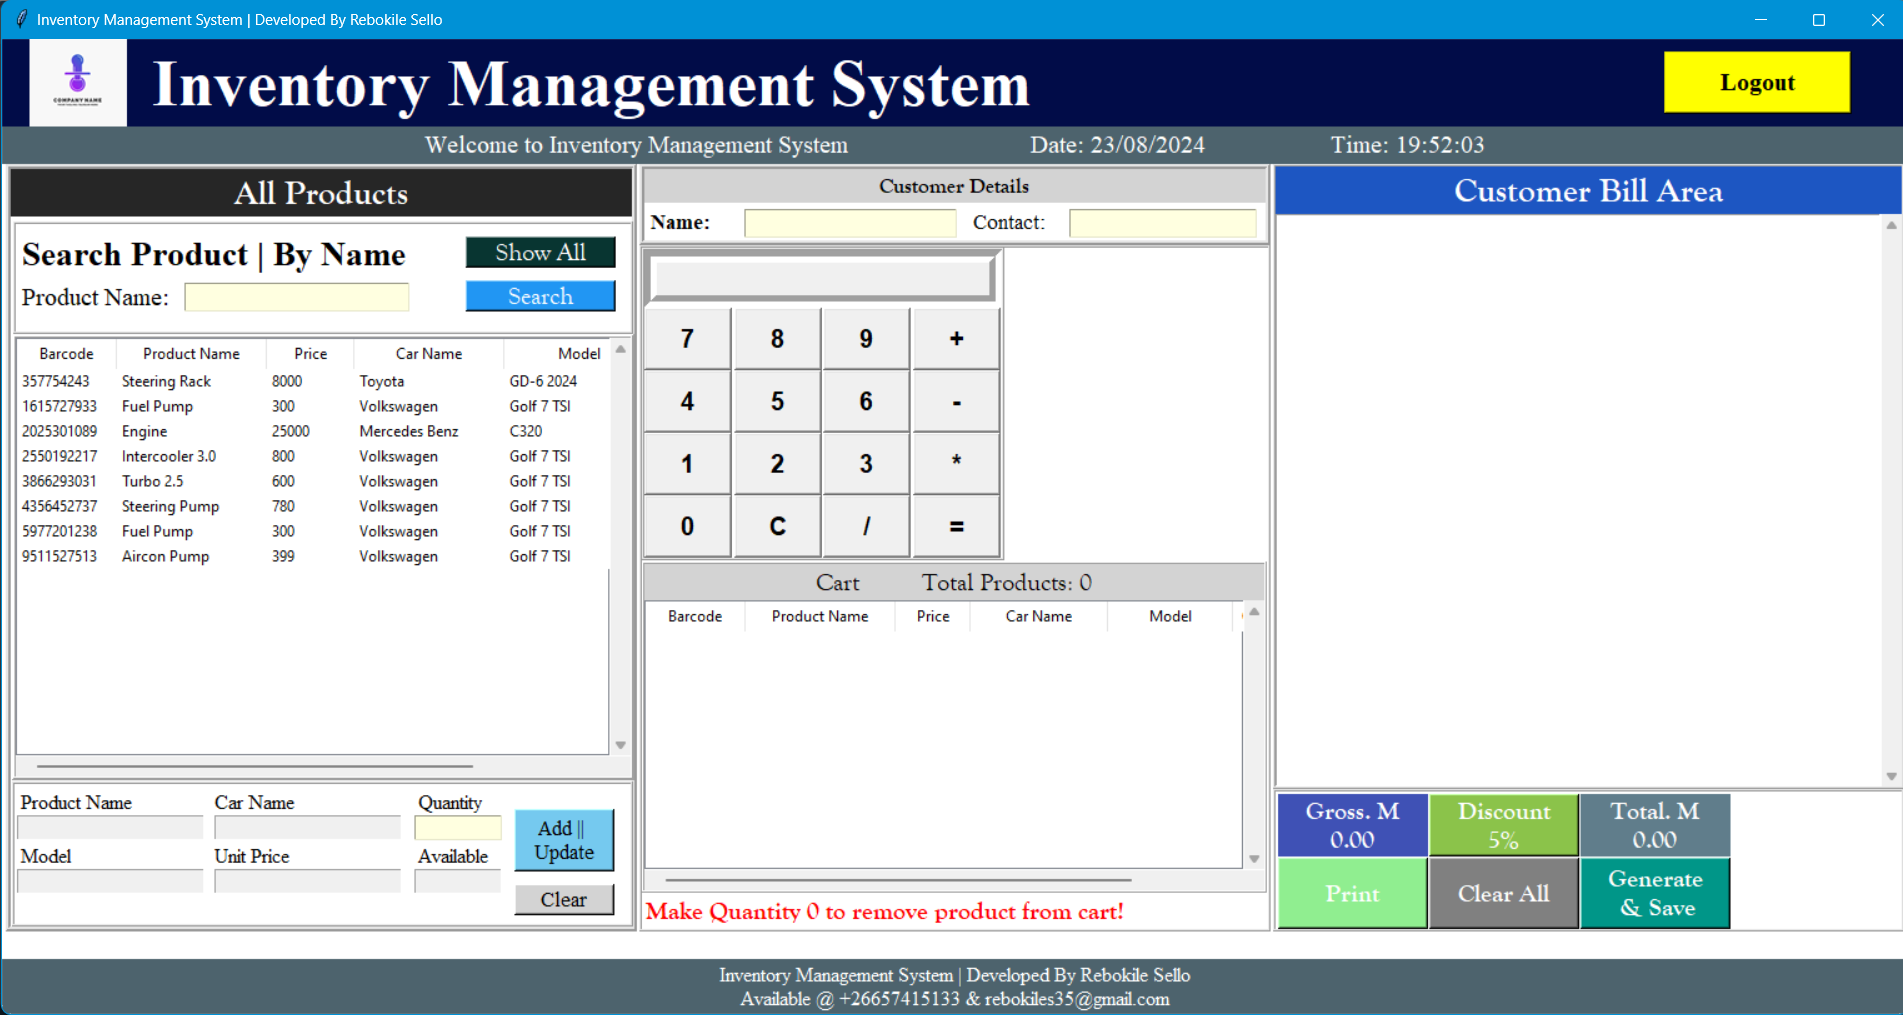 Inventory Management System | Developed By Rebokile Sello
COMPANY NAME
Inventory Management System
Logout
Welcome to Inventory Management System Date: 23/08/2024 Time: 19:52:03
All Products
Search Product | By Name
Show All
Product Name:
Search
Barcode Product Name Price Car Name Model
357754243 Steering Rack 8000 Toyota GD-6 2024
1615727933 Fuel Pump 300 Volkswagen Golf 7 TSI
2025301089 Engine 25000 Mercedes Benz C320
2550192217 Intercooler 3.0 800 Volkswagen Golf 7 TSI
3866293031 Turbo 2.5 600 Volkswagen Golf 7 TSI
4356452737 Steering Pump 780 Volkswagen Golf 7 TSI
5977201238 Fuel Pump 300 Volkswagen Golf 7 TSI
9511527513 Aircon Pump 399 Volkswagen Golf 7 TSI
Product Name Car Name Quantity
Model Unit Price Available
Add ||
Update
Clear
Customer Details
Name: Contact:
7 8 9 +
4 5 6 -
1 2 3 *
0 C / =
Cart Total Products: 0
Barcode Product Name Price Car Name Model
Make Quantity 0 to remove product from cart!
Customer Bill Area
Gross. M
0.00
Discount
5%
Total. M
0.00
Print
Clear All
Generate
& Save
Inventory Management System | Developed By Rebokile Sello
Available @ +26657415133 & rebokiles35@gmail.com